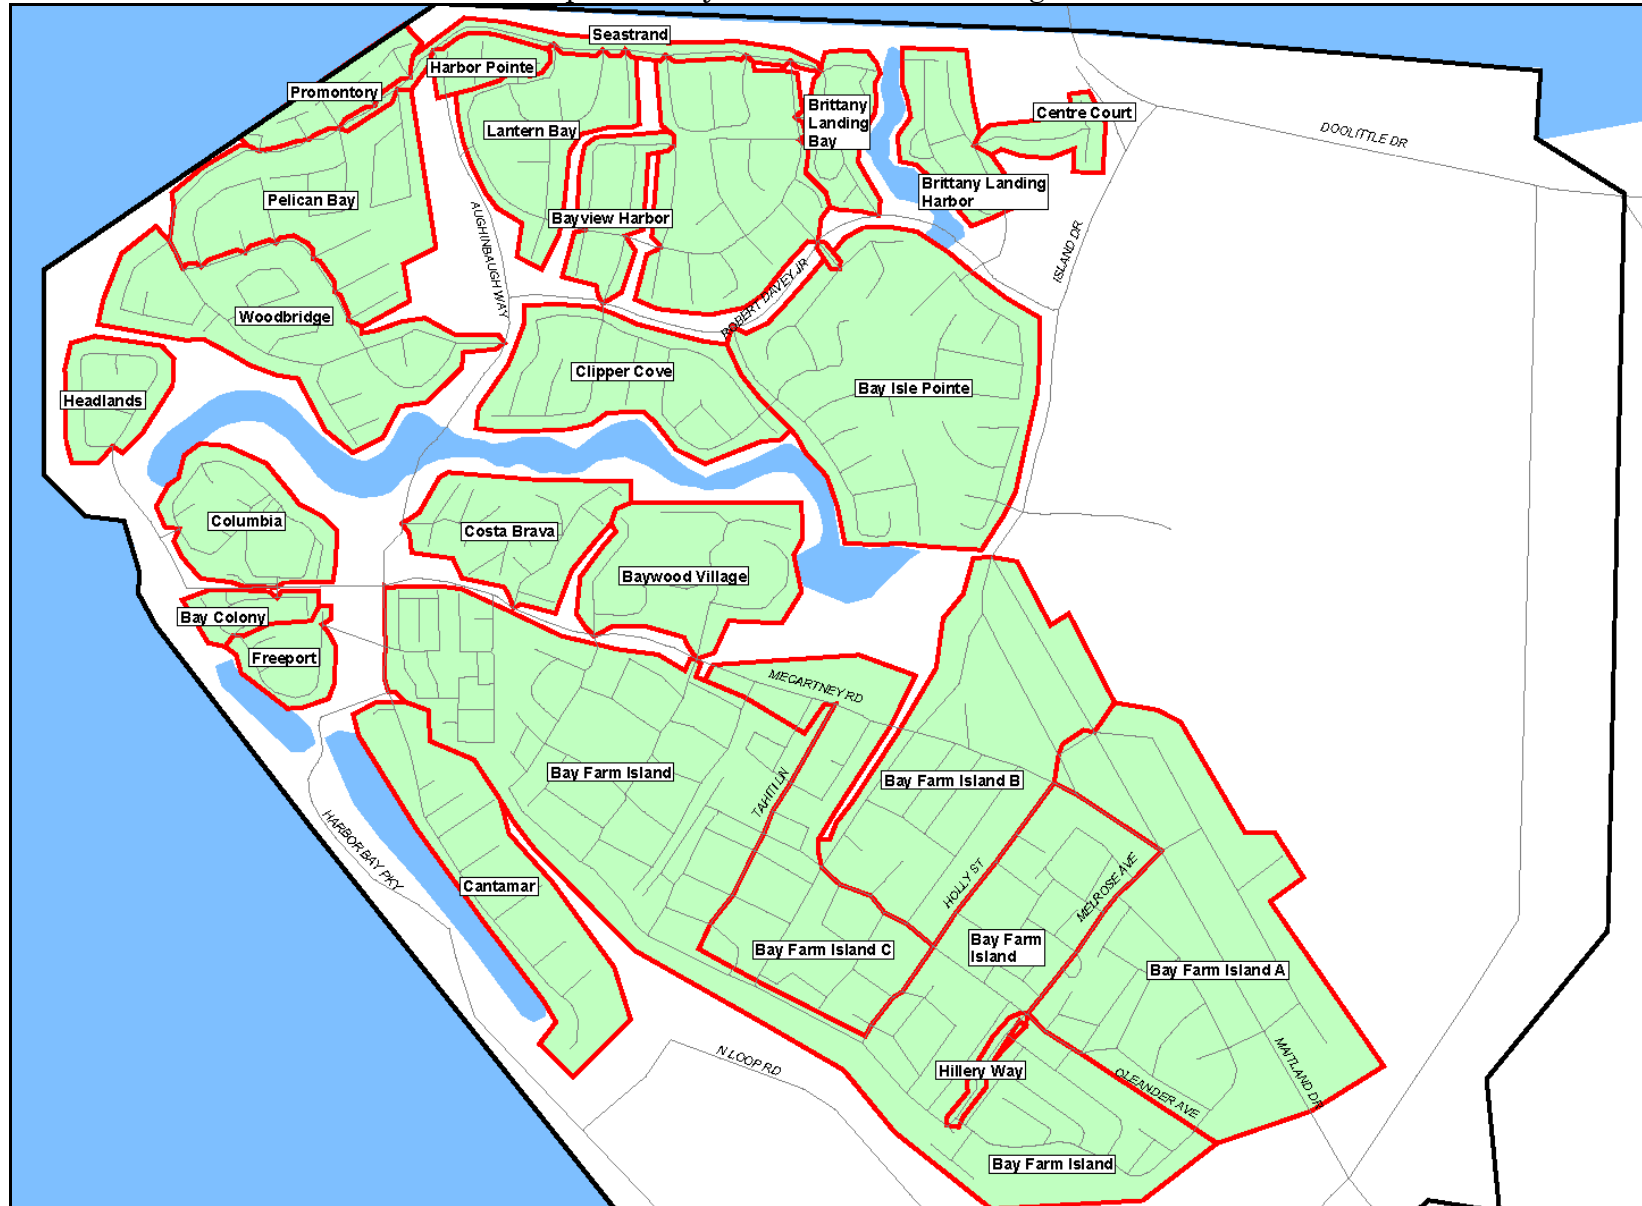 Seastrand
Harbor Pointe
Promontory
Brittany
Landing
Bay
Centre Court
Lantern Bay
DOOLITTLE DR
Pelican Bay
Brittany Landing
Harbor
Bayview Harbor
AUGHINBAUGH WAY
ISLAND DR
ROBERT DAVEY JR
Woodbridge
Clipper Cove
Bay Isle Pointe
Headlands
Columbia
Costa Brava
Baywood Village
Bay Colony
Freeport
MECARTNEY RD
Bay Farm Island
TAHITI LN
Bay Farm Island B
HARBOR BAY PKY
Cantamar
HOLLY ST
MELROSE AVE
Bay Farm Island C
Bay Farm
Island
Bay Farm Island A
N LOOP RD
Hillery Way
OLEANDER AVE
MAITLAND DR
Bay Farm Island